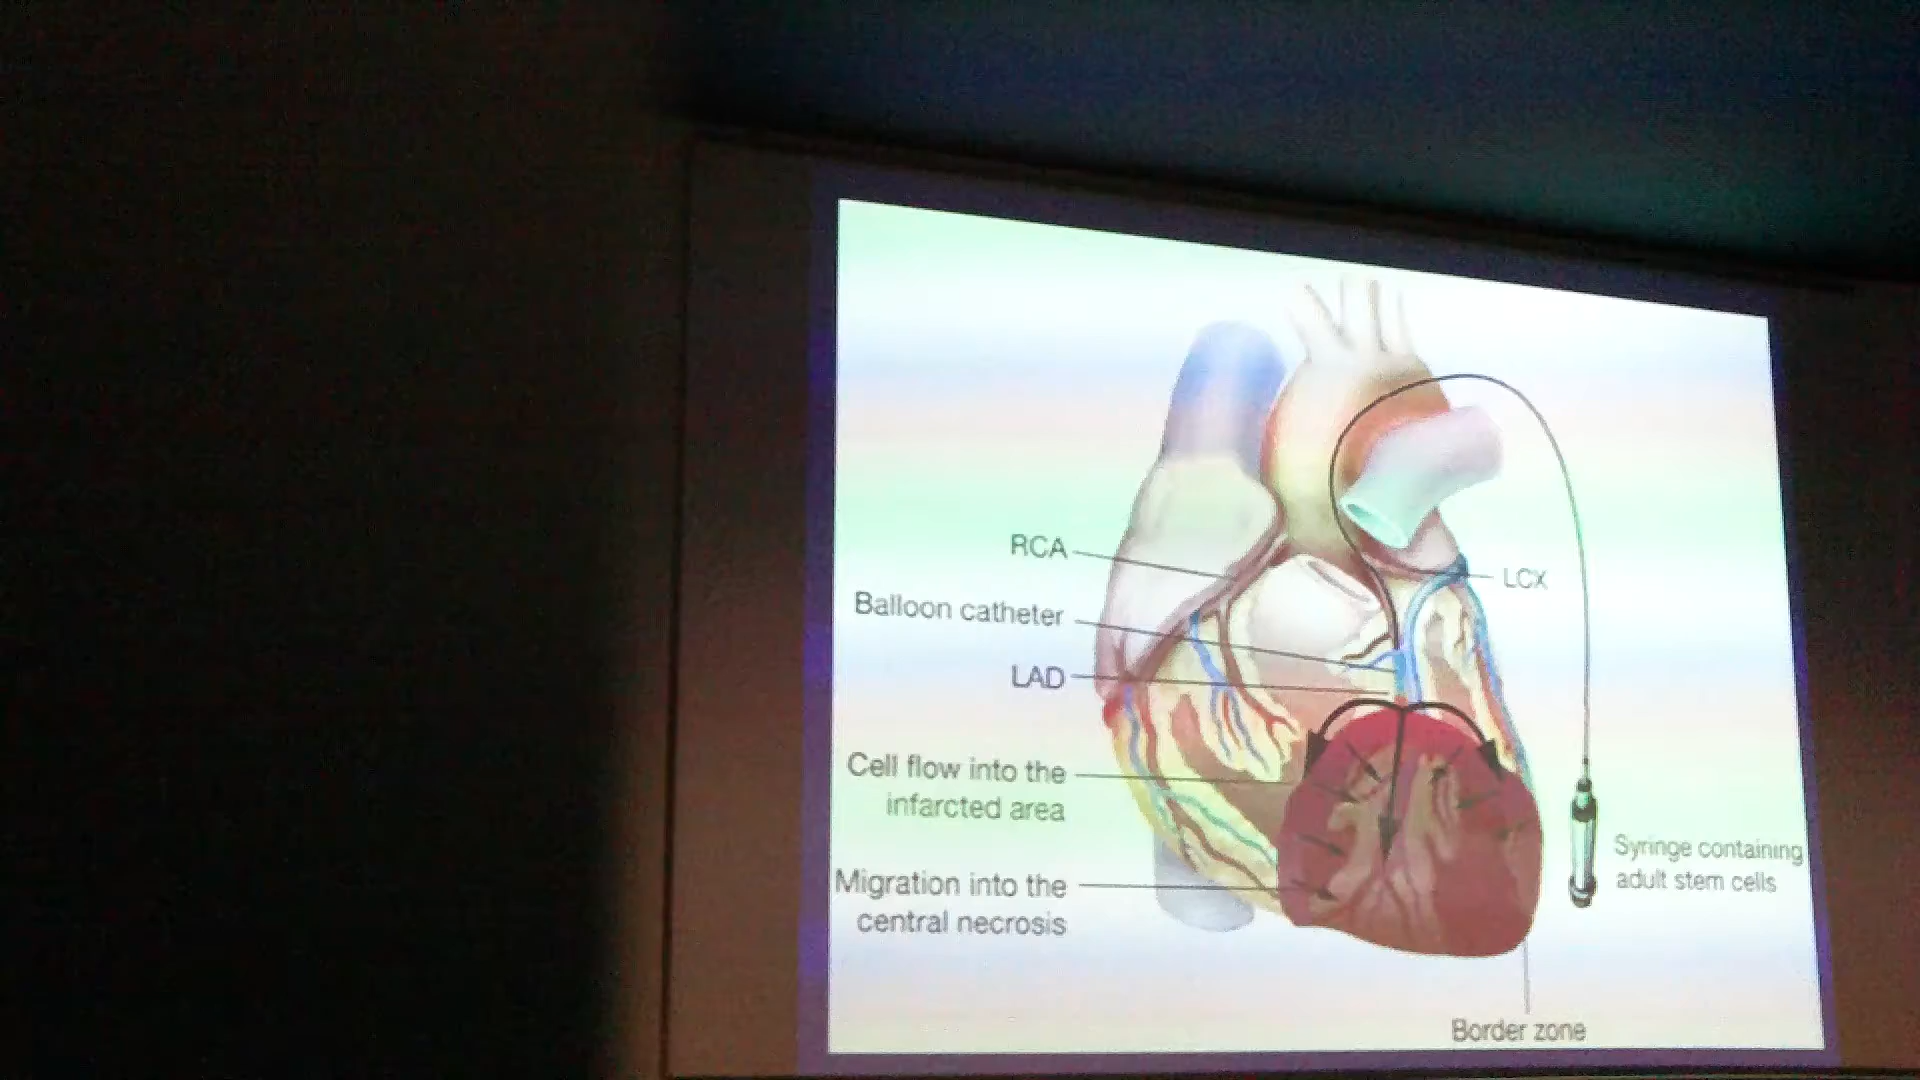 RCA
Balloon catheter
LAD
Cell flow into the
infarcted area
Migration into the
central necrosis
LCX
Syringe containing
adult stem cells
Border zone